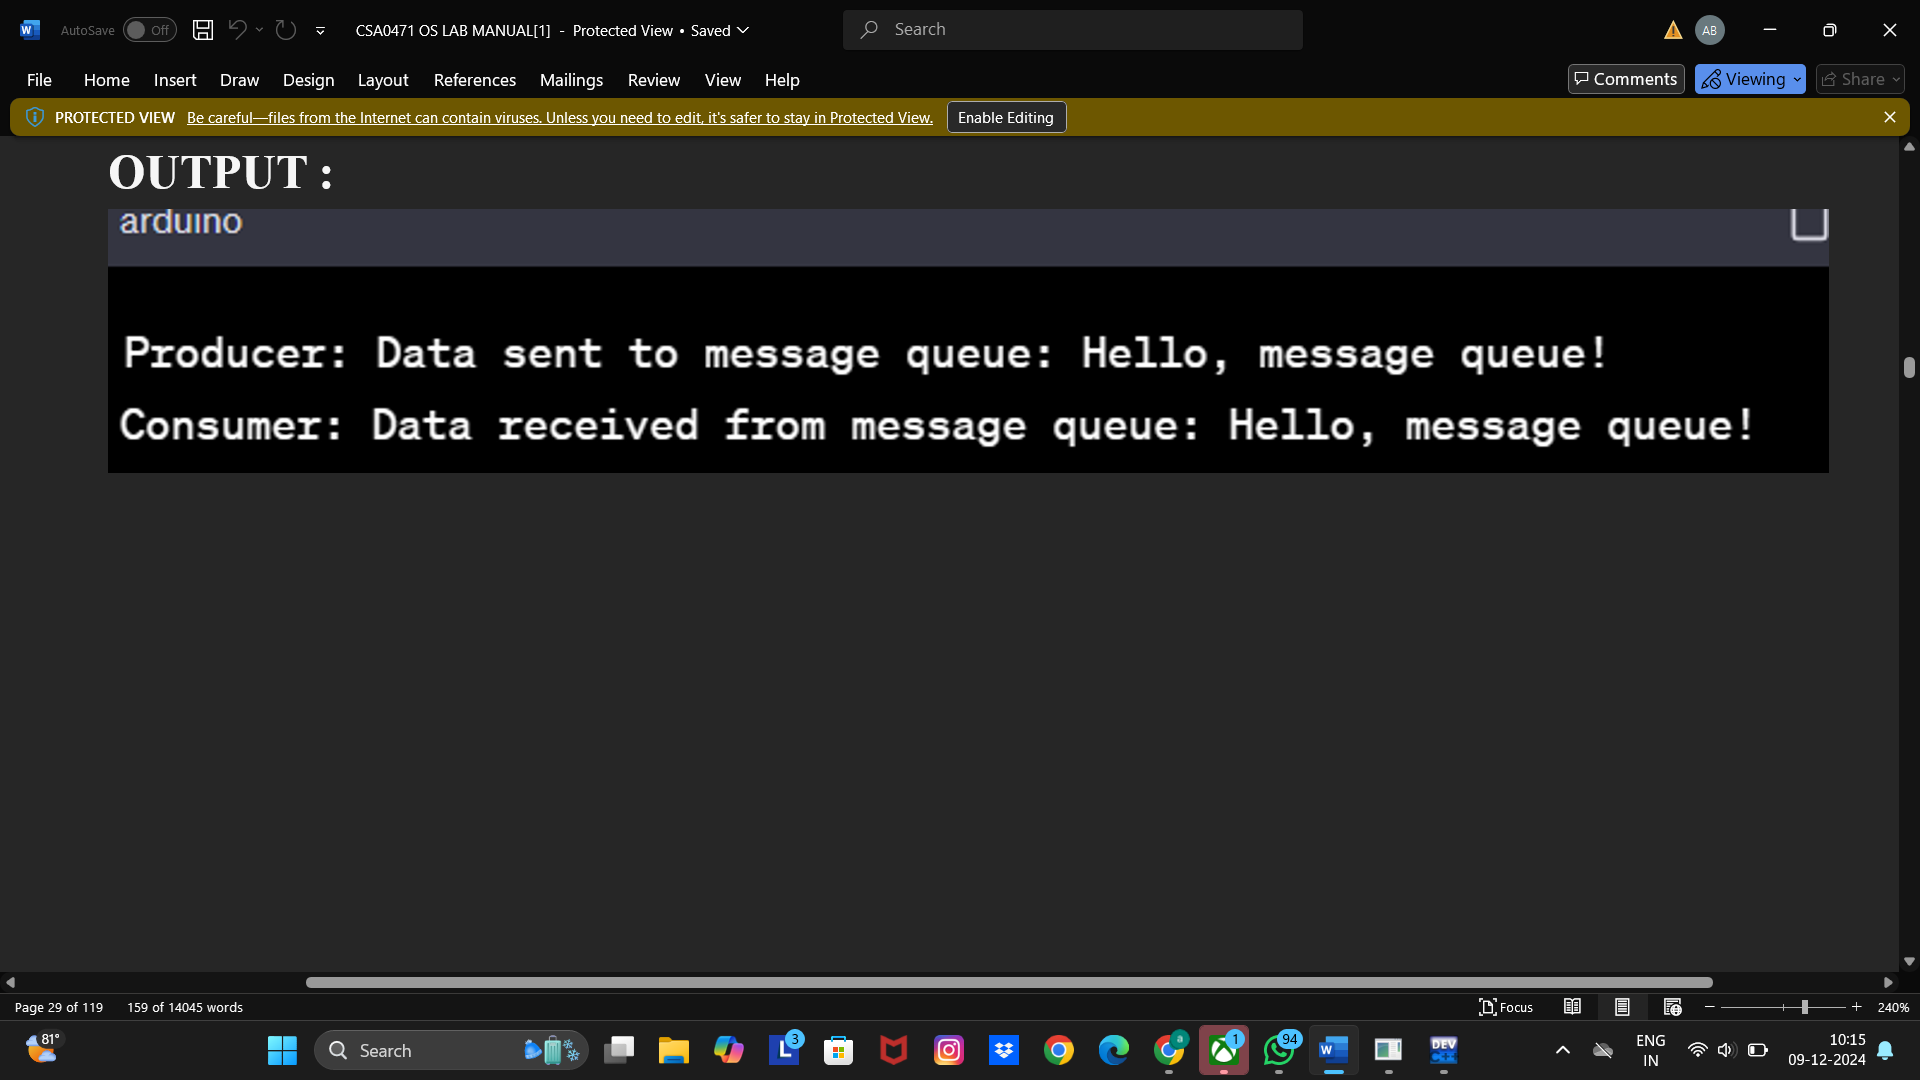 AutoSave Off CSA0471 OS LAB MANUAL[1] - Protected View • Saved Search AB
File Home Insert Draw Design Layout References Mailings Review View Help Comments Viewing Share
PROTECTED VIEW Be careful—files from the Internet can contain viruses. Unless you need to edit, it's safer to stay in Protected View. Enable Editing
OUTPUT :
arduino
Producer: Data sent to message queue: Hello, message queue!
Consumer: Data received from message queue: Hello, message queue!
Page 29 of 119 159 of 14045 words Focus 240%
81° Search 3 a 1 94 DEV C++ ENG 10:15
IN 09-12-2024